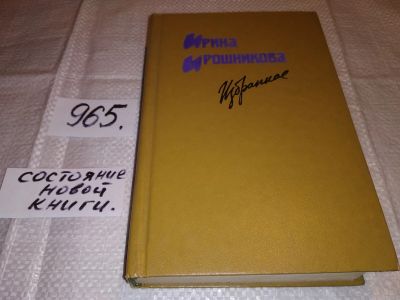 Ирина
Ирошникова
Избранное
965.
состояние
новой
книги.